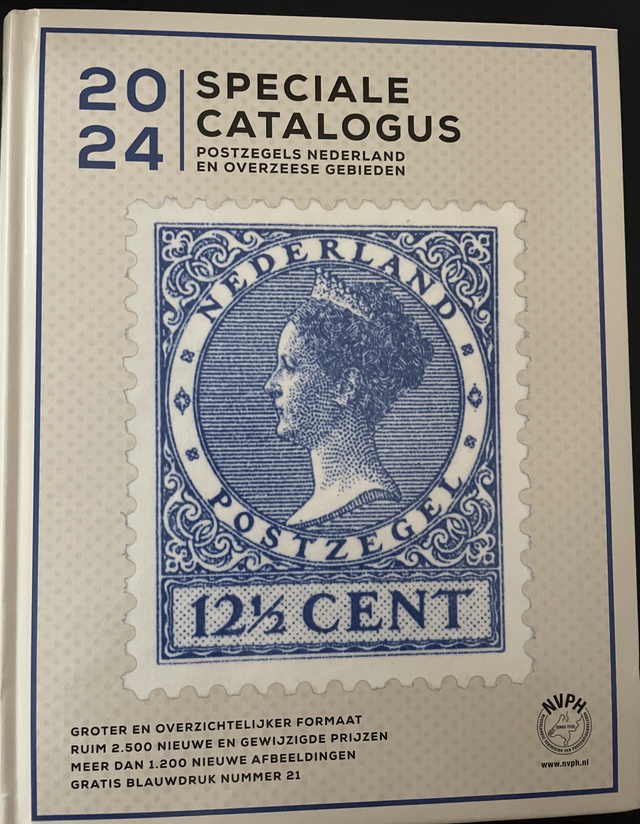 20
24
SPECIALE
CATALOGUS
POSTZEGELS NEDERLAND
EN OVERZEESE GEBIEDEN
NEDERLAND
POSTZEGEL
12½ CENT
GROTER EN OVERZICHTELIJKER FORMAAT
RUIM 2.500 NIEUWE EN GEWIJZIGDE PRIJZEN
MEER DAN 1.200 NIEUWE AFBEELDINGEN
GRATIS BLAUWDRUK NUMMER 21
NVPH
SINDS 1928
www.nvph.nl